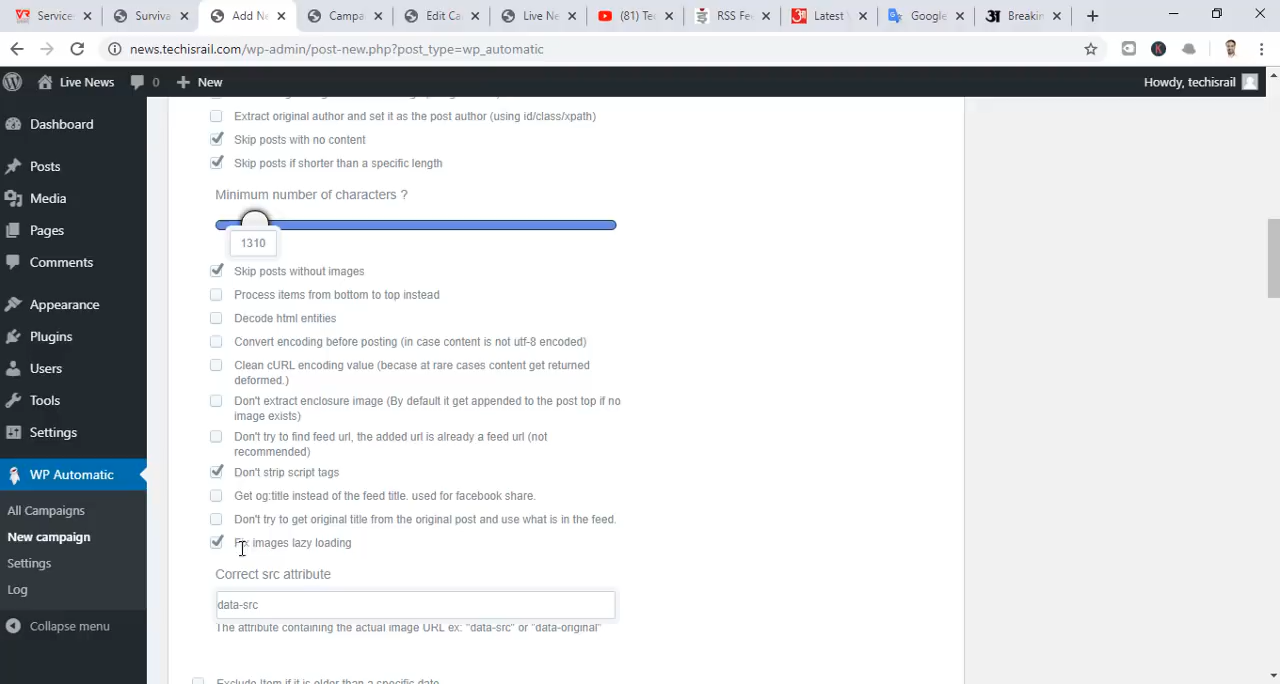 Service
Surviva
Add Ne
Campa
Edit Ca
Live Ne
(81) Te
RSS Fe
Latest
Google
Breakin
news.techisrail.com/wp-admin/post-new.php?post_type=wp_automatic
Live News
0
New
Howdy, techisrail
Dashboard
Posts
Media
Pages
Comments
Appearance
Plugins
Users
Tools
Settings
WP Automatic
All Campaigns
New campaign
Settings
Log
Collapse menu
Extract original author and set it as the post author (using id/class/xpath)
Skip posts with no content
Skip posts if shorter than a specific length
Minimum number of characters ?
1310
Skip posts without images
Process items from bottom to top instead
Decode html entities
Convert encoding before posting (in case content is not utf-8 encoded)
Clean cURL encoding value (becase at rare cases content get returned
deformed.)
Don't extract enclosure image (By default it get appended to the post top if no
image exists)
Don't try to find feed url, the added url is already a feed url (not
recommended)
Don't strip script tags
Get og:title instead of the feed title. used for facebook share.
Don't try to get original title from the original post and use what is in the feed.
Fix images lazy loading
Correct src attribute
data-src
The attribute containing the actual image URL ex: "data-src" or "data-original"
Exclude Item if it is older than a specific date